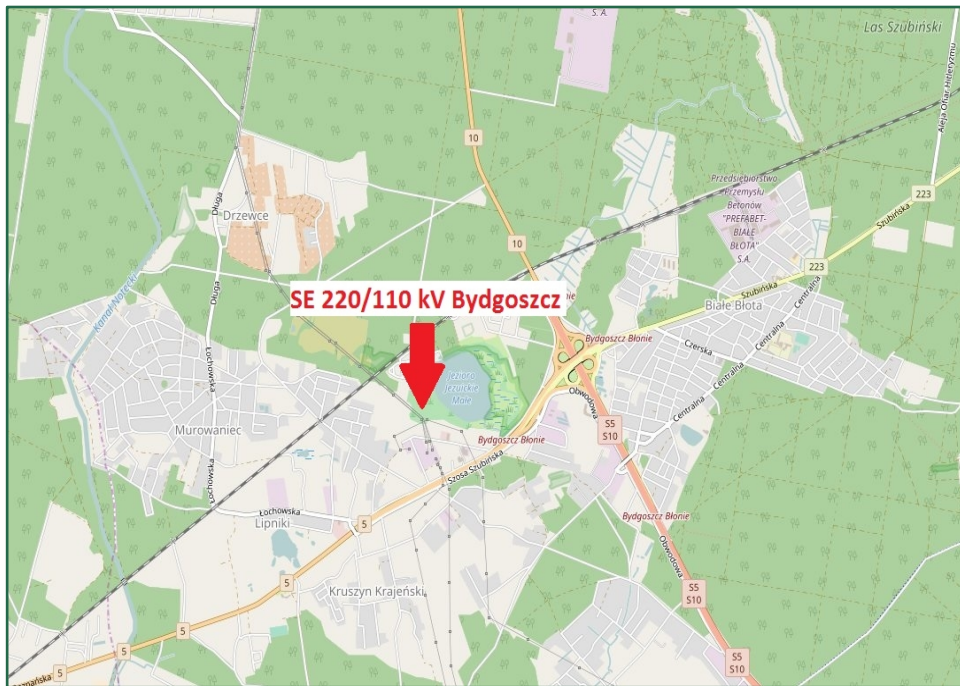 S. A.
Las Szubiński
Aleja Ofiar Hitleryzmu
10
Przedsiębiorstwo
Przemysłu
Betonów
"PREFABET-
BIAŁE
BŁOTA"
S.A.
Szubińska
223
Długa
Drzewce
10
223
Kanał Notecki
Długa
SE 220/110 kV Bydgoszcz
Szubińska
Białe Błota
Centralna
Bydgoszcz Błonie
Czerska
Centralna
Łochowska
Jezioro
Jezuickie
Małe
Obwodowa
Centralna
Murowaniec
S5
S10
Bydgoszcz Błonie
Szosa Szubińska
Łochowska
Łochowska
Lipniki
5
Bydgoszcz Błonie
Obwodowa
5
Kruszyn Krajeński
S5
S10
5
223
5
S5
S10